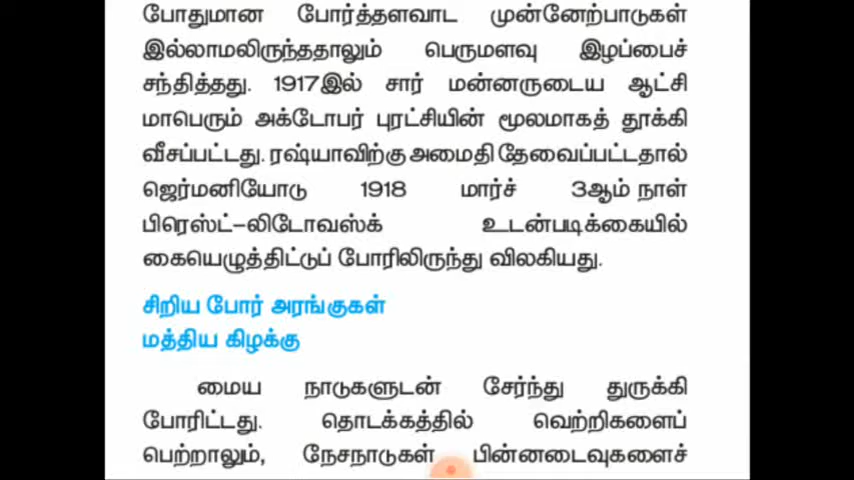 போதுமான போர்த்தளவாட முன்னேற்பாடுகள்
இல்லாமலிருந்ததாலும் பெருமளவு இழப்பைச்
சந்தித்தது. 1917இல் சார் மன்னருடைய ஆட்சி
மாபெரும் அக்டோபர் புரட்சியின் மூலமாகத் தூக்கி
வீசப்பட்டது. ரஷ்யாவிற்கு அமைதி தேவைப்பட்டதால்
ஜெர்மனியோடு 1918 மார்ச் 3ஆம் நாள்
பிரெஸ்ட்–லிடோவஸ்க் உடன்படிக்கையில்
கையெழுத்திட்டுப் போரிலிருந்து விலகியது.
சிறிய போர் அரங்குகள்
மத்திய கிழக்கு
மைய நாடுகளுடன் சேர்ந்து துருக்கி
போரிட்டது. தொடக்கத்தில் வெற்றிகளைப்
பெற்றாலும், நேசநாடுகள் பின்னடைவுகளைச்